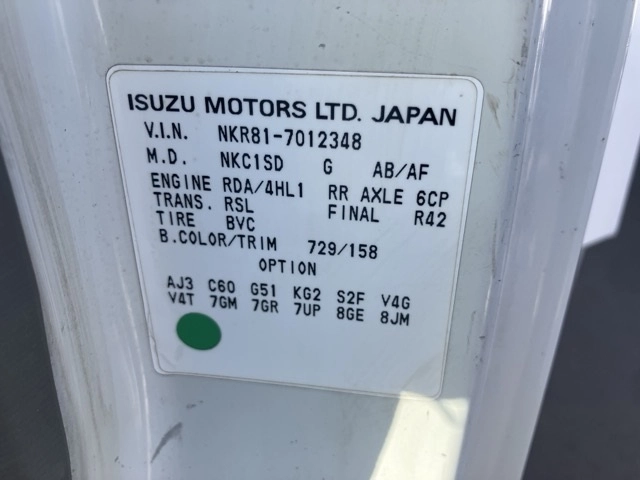 ISUZU MOTORS LTD. JAPAN
V.I.N. NKR81-7012348
M.D. NKC1SD G AB/AF
ENGINE RDA/4HL1 RR AXLE 6CP
TRANS. RSL FINAL R42
TIRE BVC
B.COLOR/TRIM 729/158
OPTION
AJ3 C60 G51 KG2 S2F V4G
V4T 7GM 7GR 7UP 8GE 8JM